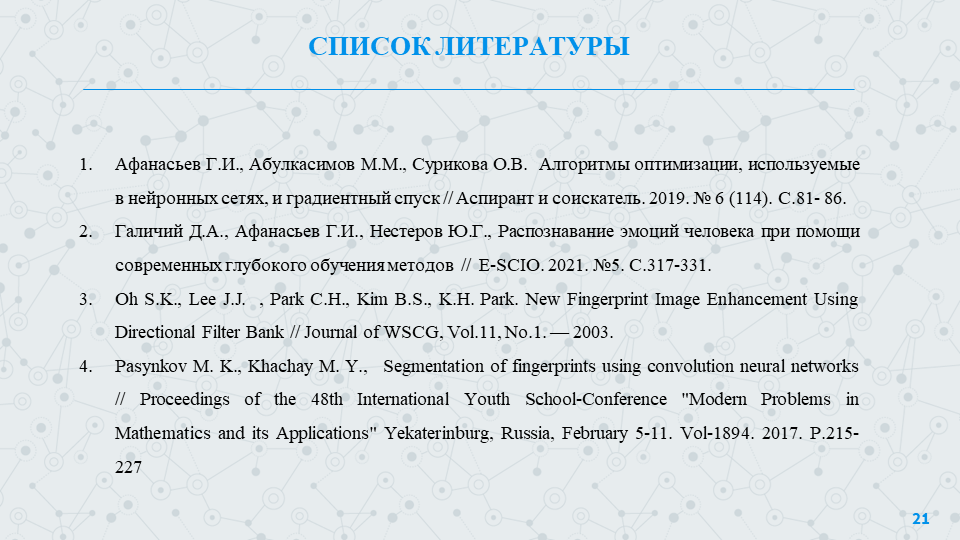 СПИСОК ЛИТЕРАТУРЫ
1. Афанасьев Г.И., Абулкасимов М.М., Сурикова О.В. Алгоритмы оптимизации, используемые
в нейронных сетях, и градиентный спуск // Аспирант и соискатель. 2019. № 6 (114). С.81- 86.
2. Галичий Д.А., Афанасьев Г.И., Нестеров Ю.Г., Распознавание эмоций человека при помощи
современных глубокого обучения методов // E-SCIO. 2021. №5. С.317-331.
3. Oh S.K., Lee J.J. , Park C.H., Kim B.S., K.H. Park. New Fingerprint Image Enhancement Using
Directional Filter Bank // Journal of WSCG, Vol.11, No.1. — 2003.
4. Pasynkov M. K., Khachay M. Y., Segmentation of fingerprints using convolution neural networks
// Proceedings of the 48th International Youth School-Conference "Modern Problems in
Mathematics and its Applications" Yekaterinburg, Russia, February 5-11. Vol-1894. 2017. P.215-
227
21